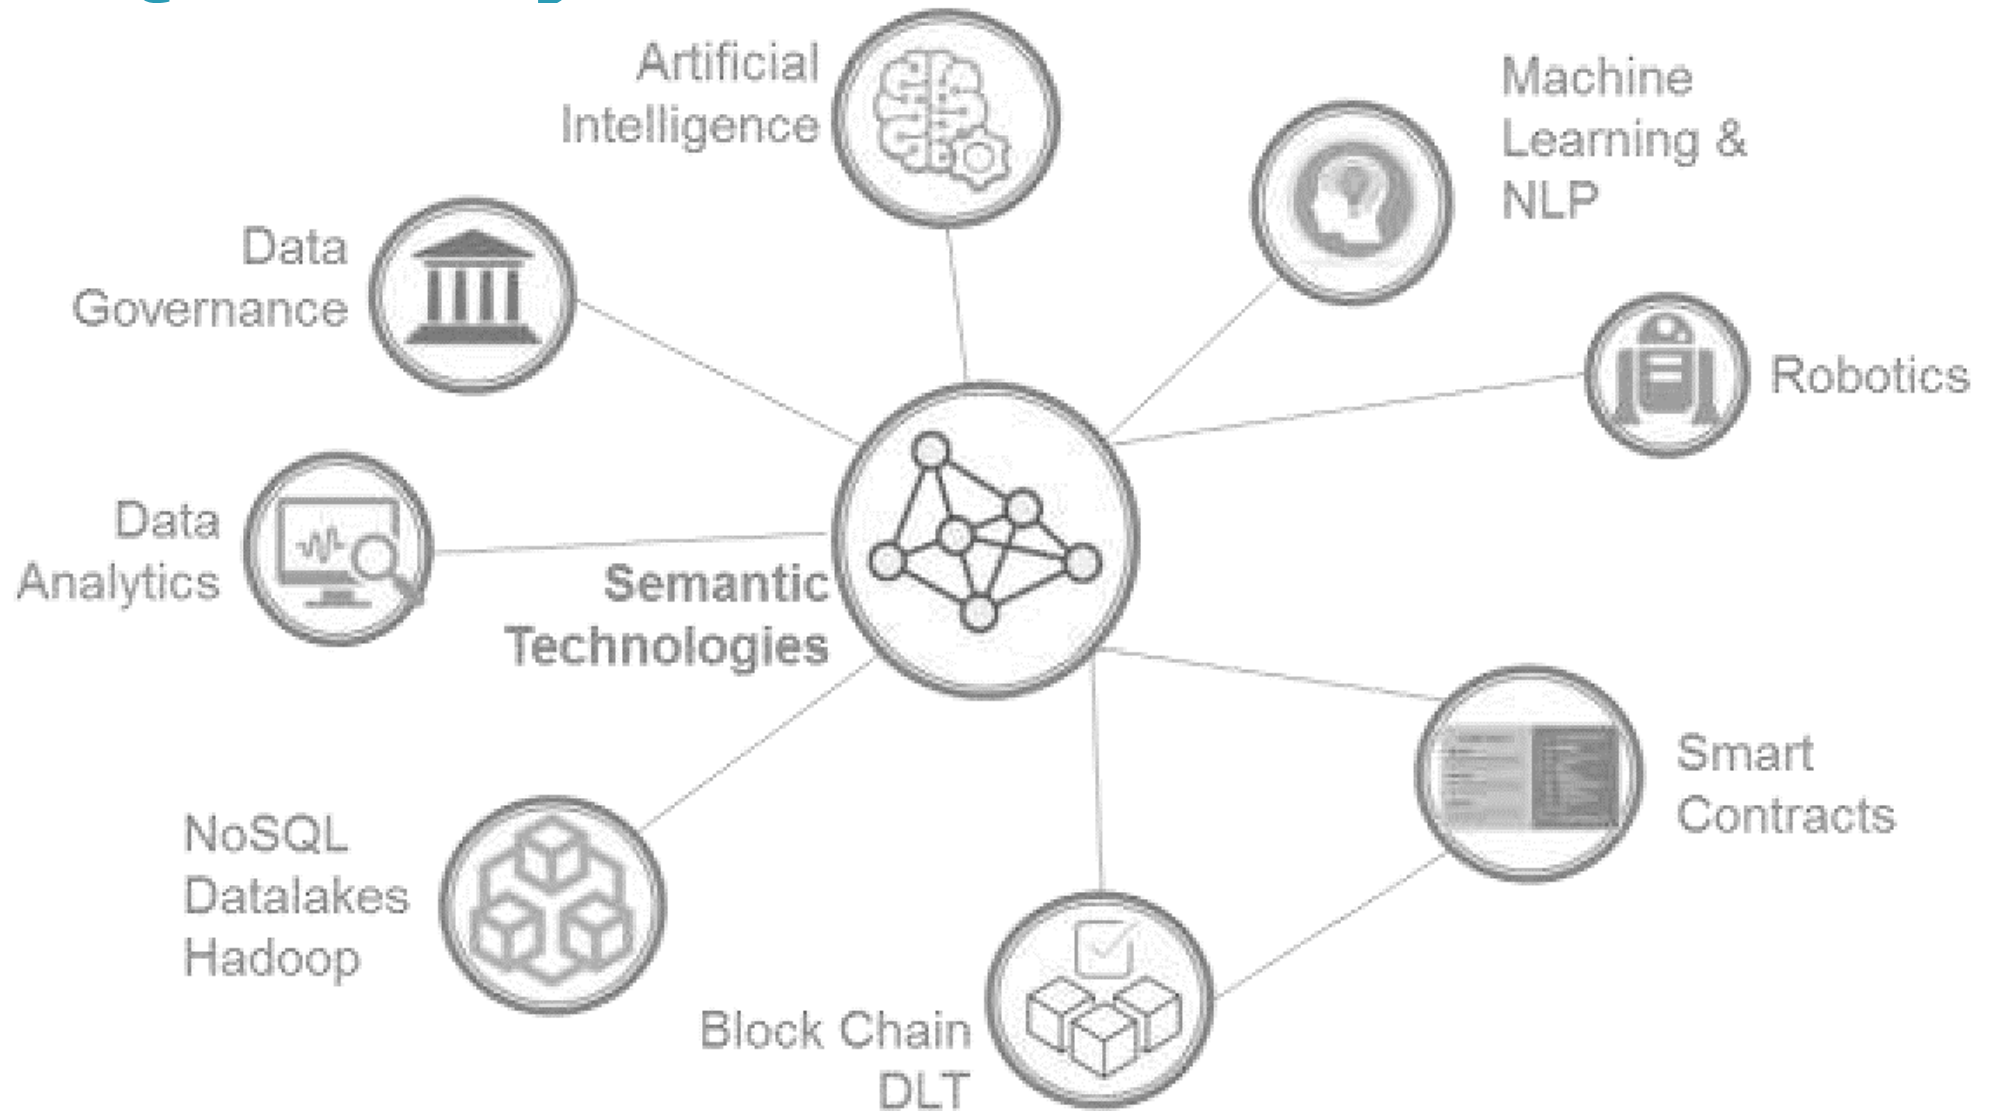 Artificial
Intelligence
Machine
Learning &
NLP
Data
Governance
Robotics
Data
Analytics
Semantic
Technologies
Smart
Contracts
NoSQL
Datalakes
Hadoop
Block Chain
DLT